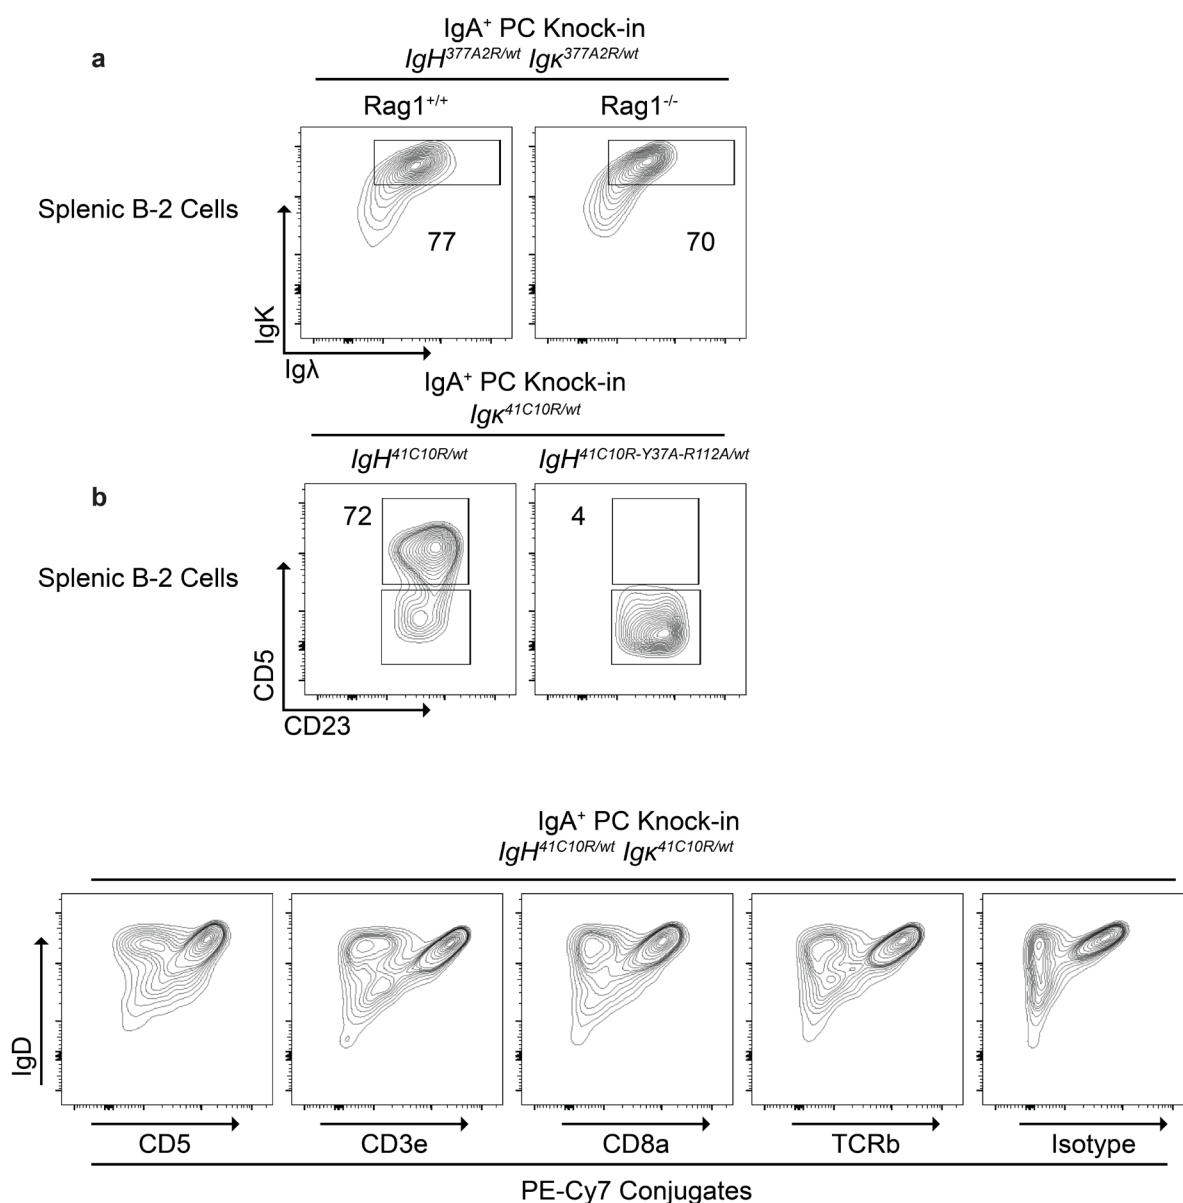 a
IgA⁺ PC Knock-in
IgH³⁷⁷ᴬ²ᴿ/ʷᵗ Igκ³⁷⁷ᴬ²ᴿ/ʷᵗ
Rag1⁺/⁺ Rag1⁻/⁻
Splenic B-2 Cells
77 70
IgK
Igλ
IgA⁺ PC Knock-in
Igκ⁴¹ᶜ¹⁰ᴿ/ʷᵗ
IgH⁴¹ᶜ¹⁰ᴿ/ʷᵗ IgH⁴¹ᶜ¹⁰ᴿ⁻ʸ³⁷ᴬ⁻ᴿ¹¹²ᴬ/ʷᵗ
b
72 4
Splenic B-2 Cells
CD5
CD23
IgA⁺ PC Knock-in
IgH⁴¹ᶜ¹⁰ᴿ/ʷᵗ Igκ⁴¹ᶜ¹⁰ᴿ/ʷᵗ
IgD
CD5 CD3e CD8a TCRb Isotype
PE-Cy7 Conjugates